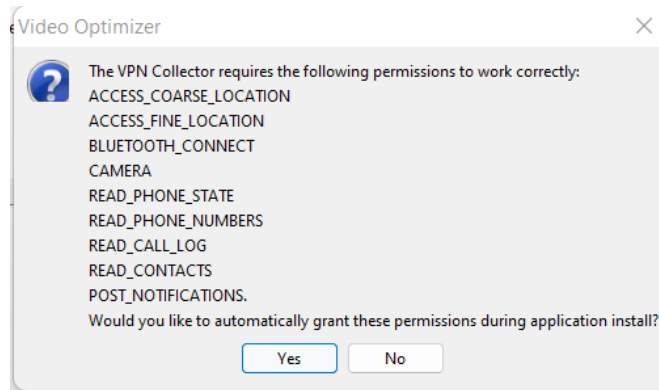 Video Optimizer
The VPN Collector requires the following permissions to work correctly:
ACCESS_COARSE_LOCATION
ACCESS_FINE_LOCATION
BLUETOOTH_CONNECT
CAMERA
READ_PHONE_STATE
READ_PHONE_NUMBERS
READ_CALL_LOG
READ_CONTACTS
POST_NOTIFICATIONS.
Would you like to automatically grant these permissions during application install?
Yes
No